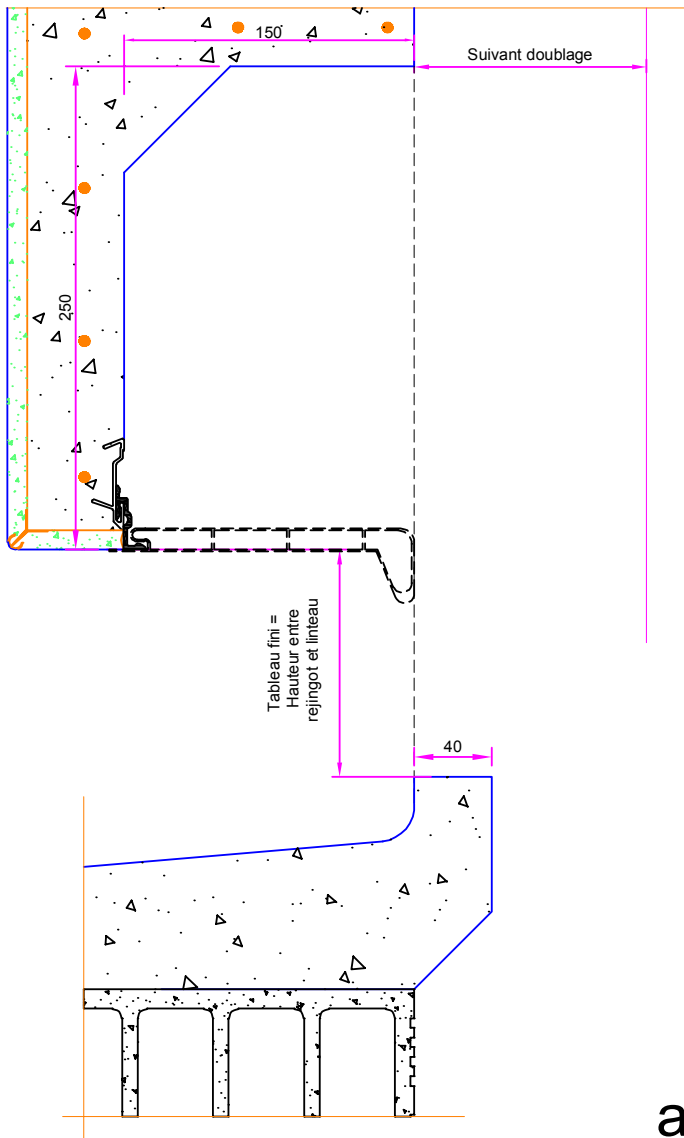 150
Suivant doublage
250
Tableau fini =
Hauteur entre
rejingot et linteau
40
a